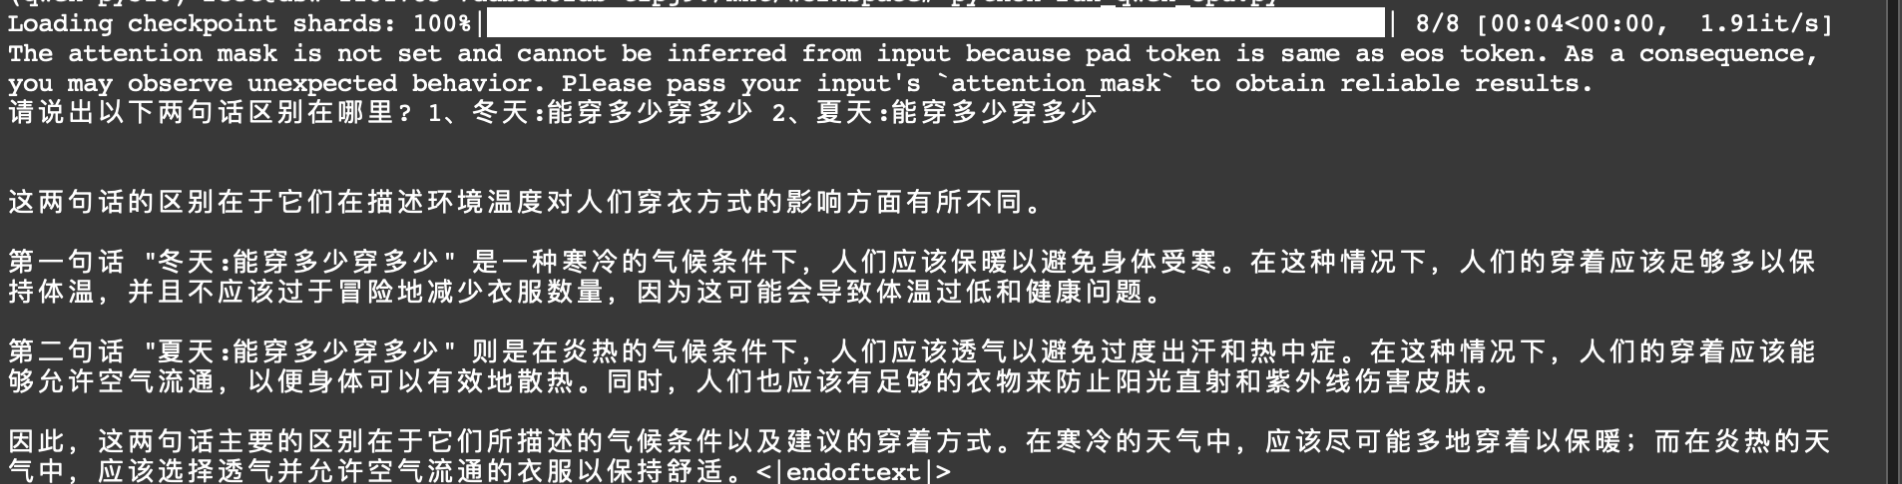 Loading checkpoint shards: 100%| | 8/8 [00:04<00:00, 1.91it/s]
The attention mask is not set and cannot be inferred from input because pad token is same as eos token. As a consequence,
you may observe unexpected behavior. Please pass your input's `attention_mask` to obtain reliable results.
请说出以下两句话区别在哪里? 1、冬天:能穿多少穿多少 2、夏天:能穿多少穿多少
这两句话的区别在于它们在描述环境温度对人们穿衣方式的影响方面有所不同。
第一句话 "冬天:能穿多少穿多少" 是一种寒冷的气候条件下，人们应该保暖以避免身体受寒。在这种情况下，人们的穿着应该足够多以保
持体温，并且不应该过于冒险地减少衣服数量，因为这可能会导致体温过低和健康问题。
第二句话 "夏天:能穿多少穿多少" 则是在炎热的气候条件下，人们应该透气以避免过度出汗和热中症。在这种情况下，人们的穿着应该能
够允许空气流通，以便身体可以有效地散热。同时，人们也应该有足够的衣物来防止阳光直射和紫外线伤害皮肤。
因此，这两句话主要的区别在于它们所描述的气候条件以及建议的穿着方式。在寒冷的天气中，应该尽可能多地穿着以保暖；而在炎热的天
气中，应该选择透气并允许空气流通的衣服以保持舒适。<|endoftext|>